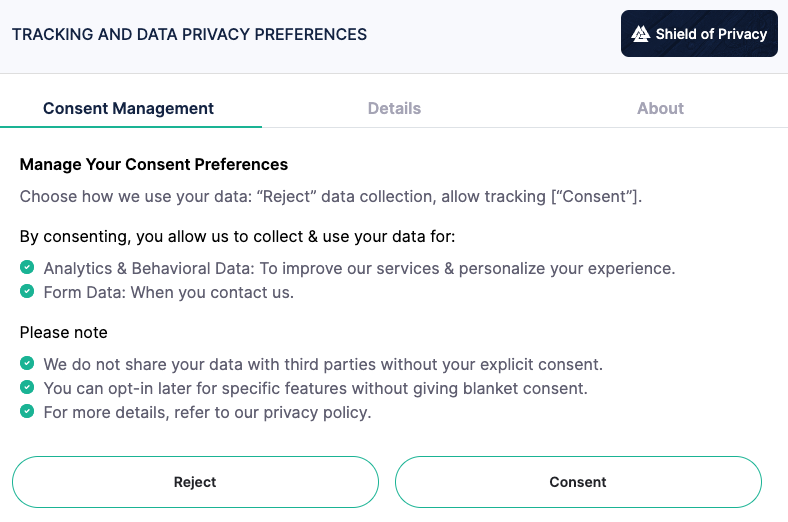 TRACKING AND DATA PRIVACY PREFERENCES
Shield of Privacy
Consent Management
Details
About
Manage Your Consent Preferences
Choose how we use your data: “Reject” data collection, allow tracking [“Consent”].
By consenting, you allow us to collect & use your data for:
Analytics & Behavioral Data: To improve our services & personalize your experience.
Form Data: When you contact us.
Please note
We do not share your data with third parties without your explicit consent.
You can opt-in later for specific features without giving blanket consent.
For more details, refer to our privacy policy.
Reject
Consent